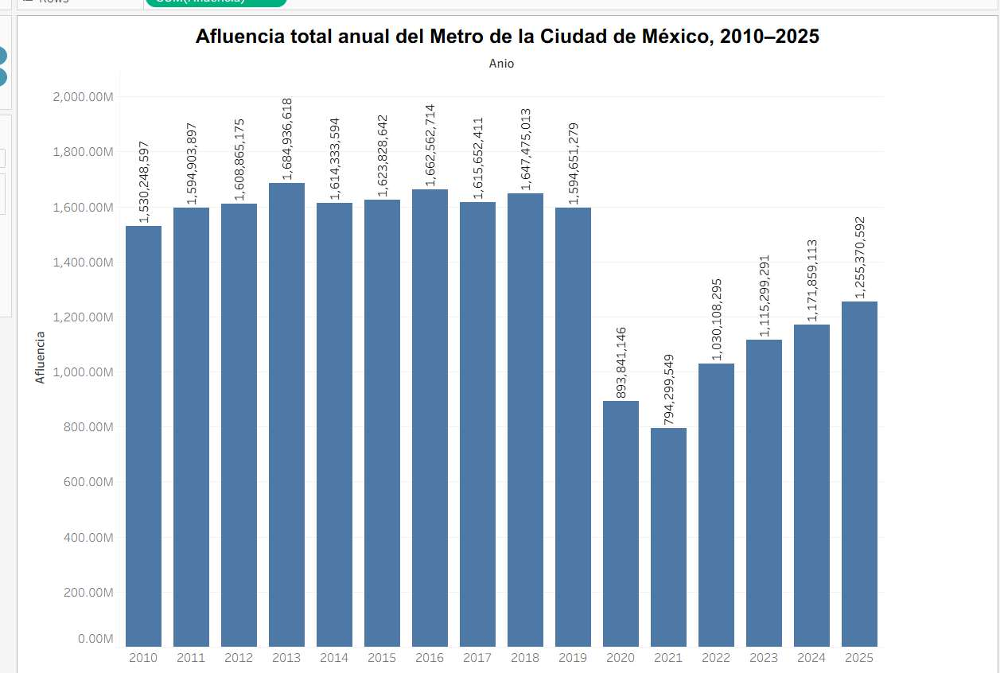 Rows
SUM(Afluencia)
Afluencia total anual del Metro de la Ciudad de México, 2010–2025
Anio
2,000.00M
1,800.00M
1,600.00M
1,400.00M
1,200.00M
1,000.00M
800.00M
600.00M
400.00M
200.00M
0.00M
Afluencia
1,530,248,597
1,594,903,897
1,608,865,175
1,684,936,618
1,614,333,594
1,623,828,642
1,662,562,714
1,615,652,411
1,647,475,013
1,594,651,279
893,841,146
794,299,549
1,030,108,295
1,115,299,291
1,171,859,113
1,255,370,592
2010 2011 2012 2013 2014 2015 2016 2017 2018 2019 2020 2021 2022 2023 2024 2025